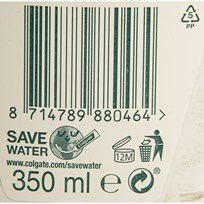 5
PP
8 714789 880464 >
SAVE
WATER
12M
www.colgate.com/savewater
350 ml e